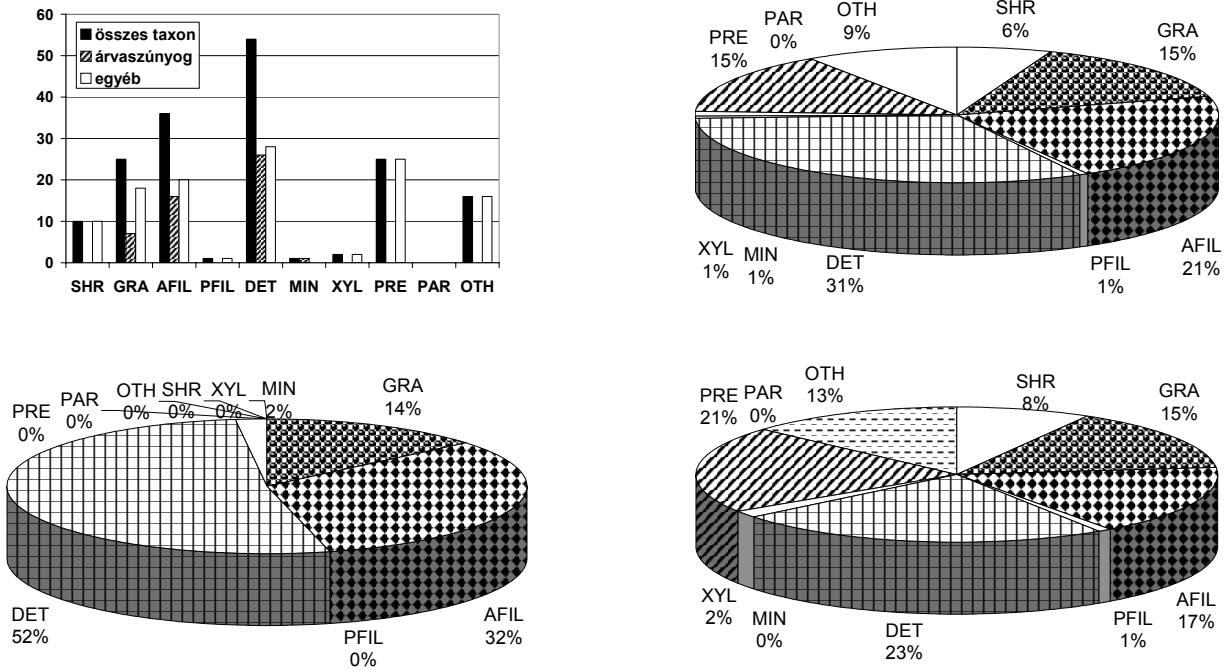 60
50
40
30
20
10
0
összes taxon
árvaszúnyog
egyéb
SHR GRA AFIL PFIL DET MIN XYL PRE PAR OTH
SHR
6%
GRA
15%
AFIL
21%
PFIL
1%
DET
31%
MIN
1%
XYL
1%
PRE
15%
PAR
0%
OTH
9%
PRE
0%
PAR
0%
OTH
0%
SHR
0%
XYL
0%
MIN
2%
GRA
14%
AFIL
32%
PFIL
0%
DET
52%
SHR
8%
GRA
15%
AFIL
17%
PFIL
1%
DET
23%
MIN
0%
XYL
2%
PRE
21%
PAR
0%
OTH
13%